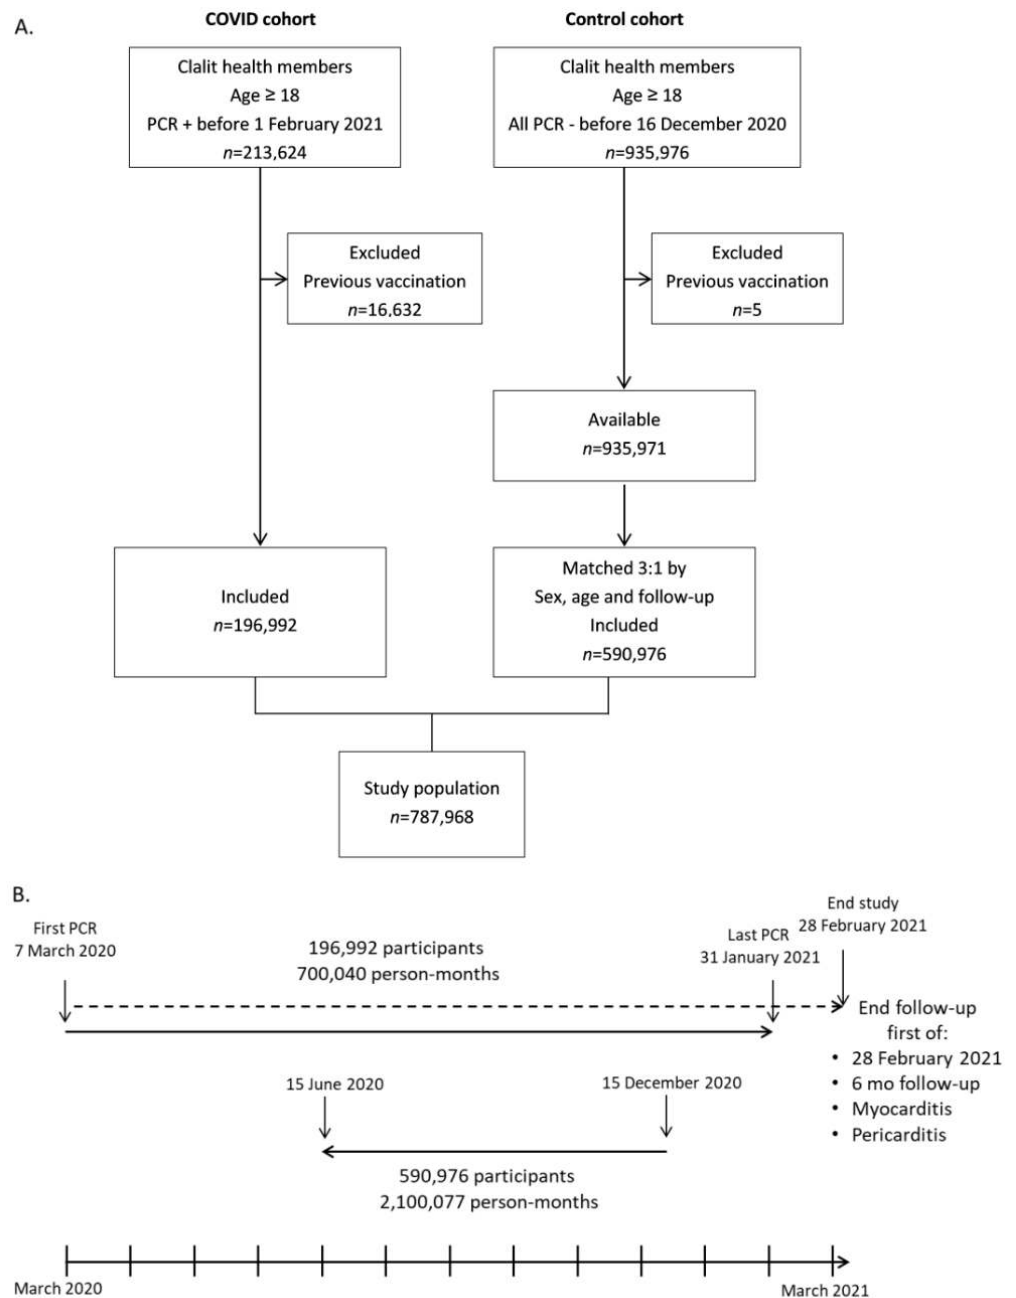 A.
COVID cohort
Control cohort
Clalit health members
Age ≥ 18
PCR + before 1 February 2021
n=213,624
Clalit health members
Age ≥ 18
All PCR - before 16 December 2020
n=935,976
Excluded
Previous vaccination
n=16,632
Excluded
Previous vaccination
n=5
Available
n=935,971
Included
n=196,992
Matched 3:1 by
Sex, age and follow-up
Included
n=590,976
Study population
n=787,968
B.
First PCR
7 March 2020
196,992 participants
700,040 person-months
Last PCR
31 January 2021
End study
28 February 2021
End follow-up
first of:
• 28 February 2021
• 6 mo follow-up
• Myocarditis
• Pericarditis
15 June 2020
15 December 2020
590,976 participants
2,100,077 person-months
March 2020
March 2021